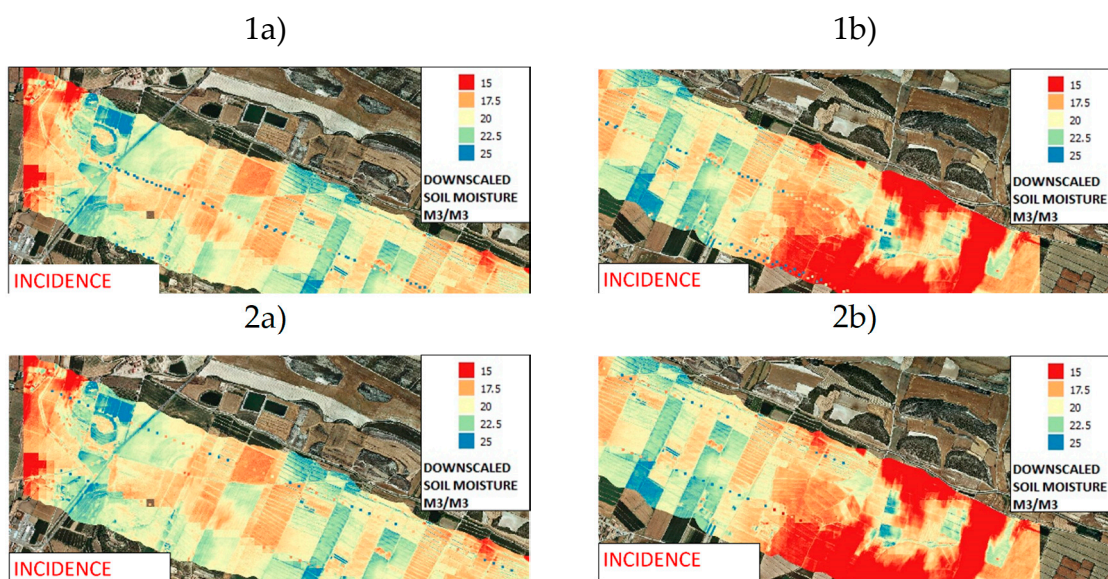 1a)
1b)
15
17.5
20
22.5
25
DOWNSCALED
SOIL MOISTURE
M3/M3
INCIDENCE
15
17.5
20
22.5
25
DOWNSCALED
SOIL MOISTURE
M3/M3
INCIDENCE
2a)
2b)
15
17.5
20
22.5
25
DOWNSCALED
SOIL MOISTURE
M3/M3
INCIDENCE
15
17.5
20
22.5
25
DOWNSCALED
SOIL MOISTURE
M3/M3
INCIDENCE